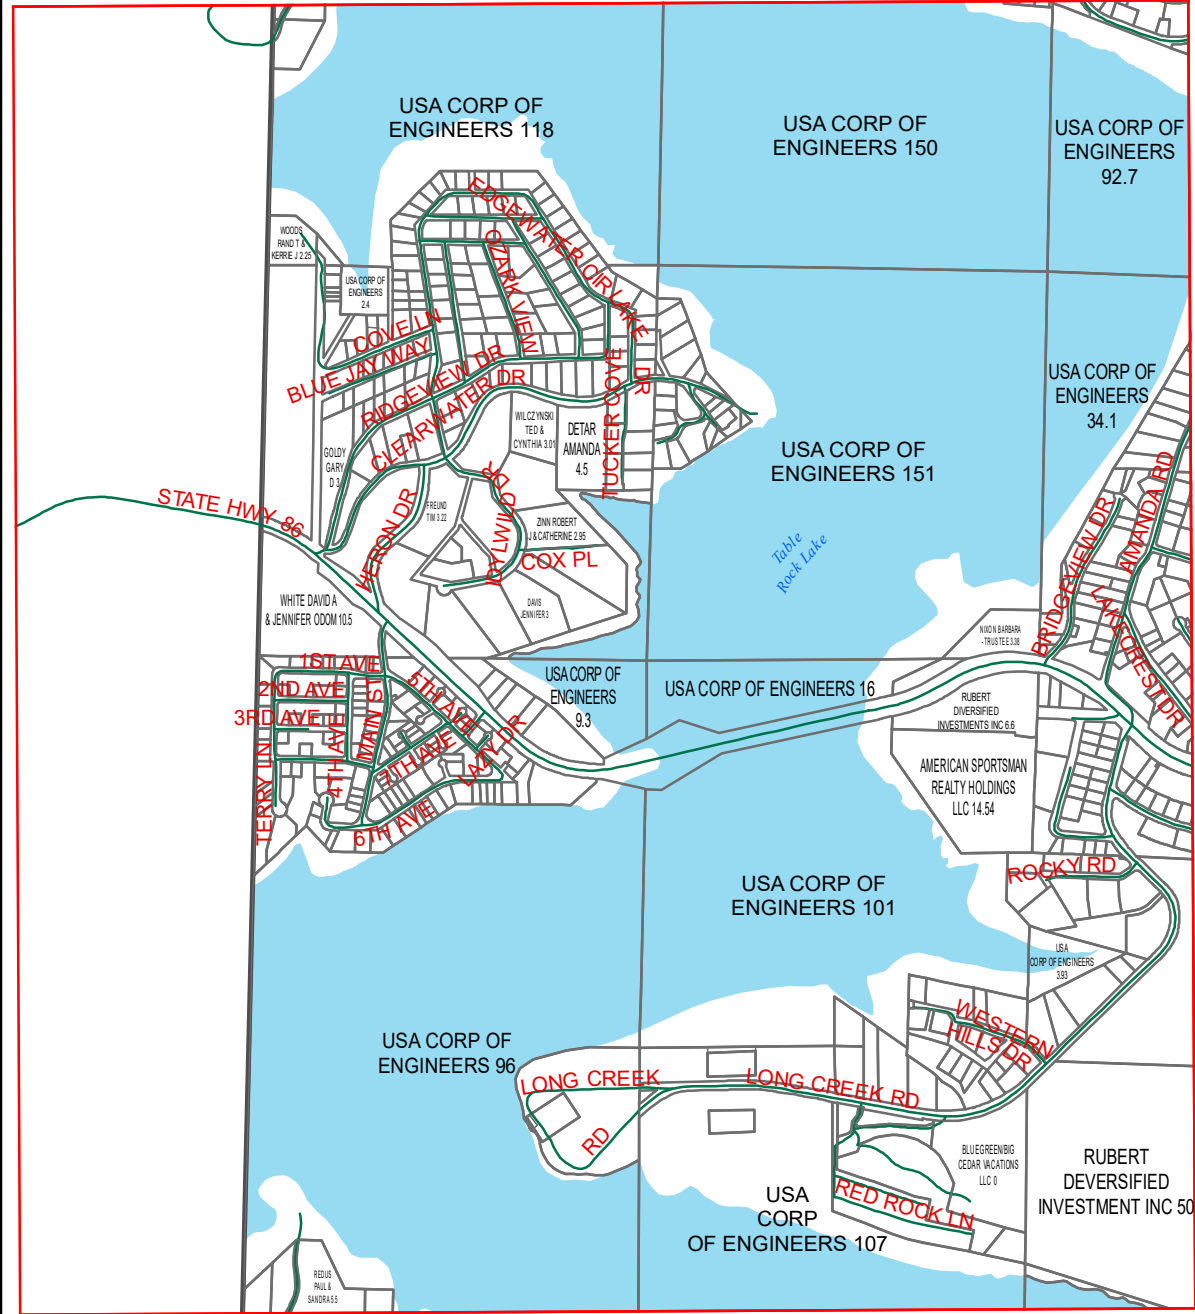 USA CORP OF
ENGINEERS 118
USA CORP OF
ENGINEERS 150
USA CORP OF
ENGINEERS
92.7
EDGEWATER CIR
WOODS
RAND T &
KERRIE J 2.25
OZARK VIEW
USA CORP OF
ENGINEERS
2.4
LAKE
DR
COVE LN
BLUE JAY WAY
RIDGEVIEW DR
CLEARWATER DR
TUCKER COVE
USA CORP OF
ENGINEERS
34.1
WILCZYNSKI
TED &
CYNTHIA 3.01
DETAR
AMANDA
4.5
GOLDY
GARY
D 3
USA CORP OF
ENGINEERS 151
STATE HWY 86
HERON DR
FREUND
TIM 3.22
IDYLWILD DR
ZINN ROBERT
J & CATHERINE 2.95
COX PL
Table
Rock Lake
BRIDGEVIEW DR
AMANDA RD
LAKECREST DR
WHITE DAVID A
& JENNIFER ODOM 10.5
DAVIS
JENNIFER 3
NIXON BARBARA
- TRUSTEE 3.38
1ST AVE
2ND AVE
3RD AVE
4TH AVE
MAIN ST
5TH AVE
7TH AVE
LAZY DR
6TH AVE
TERRY LN
USA CORP OF
ENGINEERS
9.3
USA CORP OF ENGINEERS 16
RUBERT
DIVERSIFIED
INVESTMENTS INC 6.6
AMERICAN SPORTSMAN
REALTY HOLDINGS
LLC 14.54
ROCKY RD
USA CORP OF
ENGINEERS 101
USA
CORP OF ENGINEERS
3.93
WESTERN
HILLS DR
USA CORP OF
ENGINEERS 96
LONG CREEK
RD
LONG CREEK RD
BLUEGREEN/BIG
CEDAR VACATIONS
LLC 0
RED ROCK LN
RUBERT
DEVERSIFIED
INVESTMENT INC 50
USA
CORP
OF ENGINEERS 107
REDUS
PAUL &
SANDRA 5.5